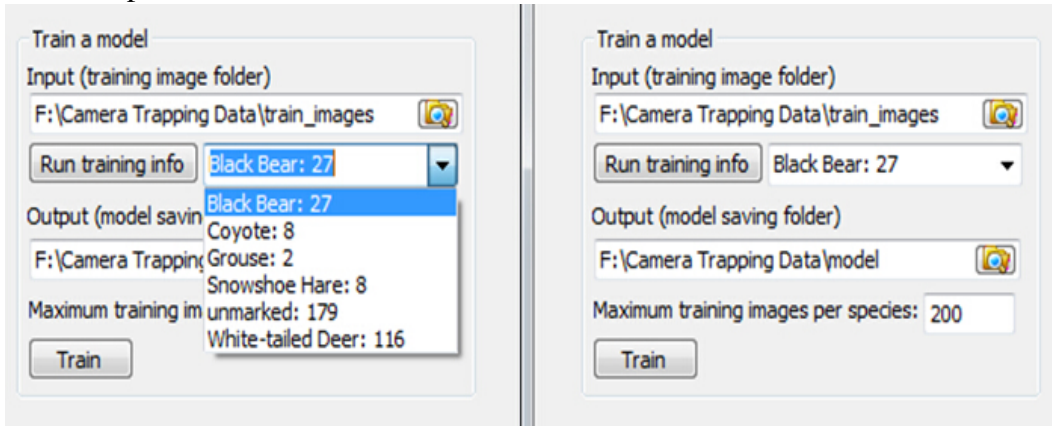 Train a model
Input (training image folder)
F:\Camera Trapping Data\train_images
Run training info Black Bear: 27
Black Bear: 27
Coyote: 8
Grouse: 2
Snowshoe Hare: 8
unmarked: 179
White-tailed Deer: 116
Output (model savin
F:\Camera Trapping
Maximum training im
Train
Train a model
Input (training image folder)
F:\Camera Trapping Data\train_images
Run training info Black Bear: 27
Output (model saving folder)
F:\Camera Trapping Data\model
Maximum training images per species: 200
Train